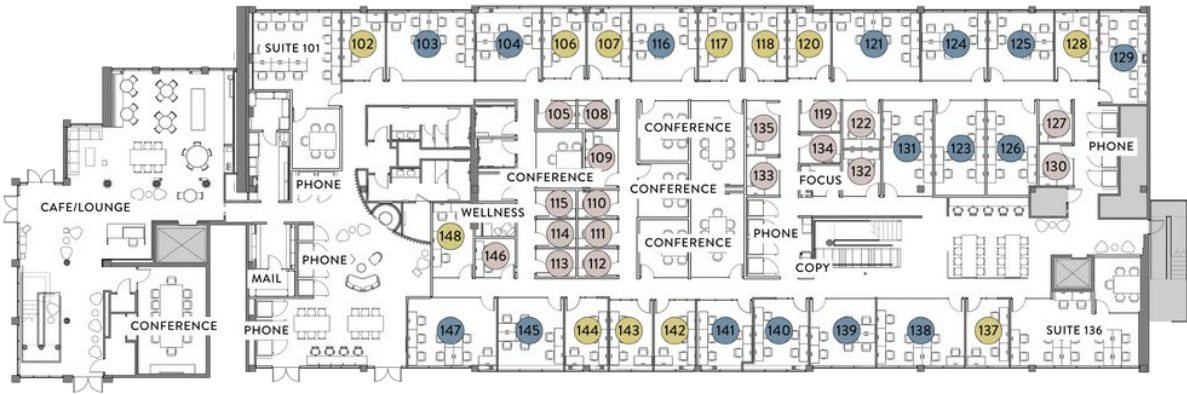 SUITE 101
102
103
104
106
107
116
117
118
120
121
124
125
128
129
105
108
109
CONFERENCE
135
119
122
131
123
126
127
PHONE
134
133
132
130
FOCUS
CONFERENCE
CONFERENCE
PHONE
CAFE/LOUNGE
WELLNESS
115
110
148
114
111
146
113
112
CONFERENCE
PHONE
COPY
MAIL
PHONE
CONFERENCE
PHONE
147
145
144
143
142
141
140
139
138
137
SUITE 136